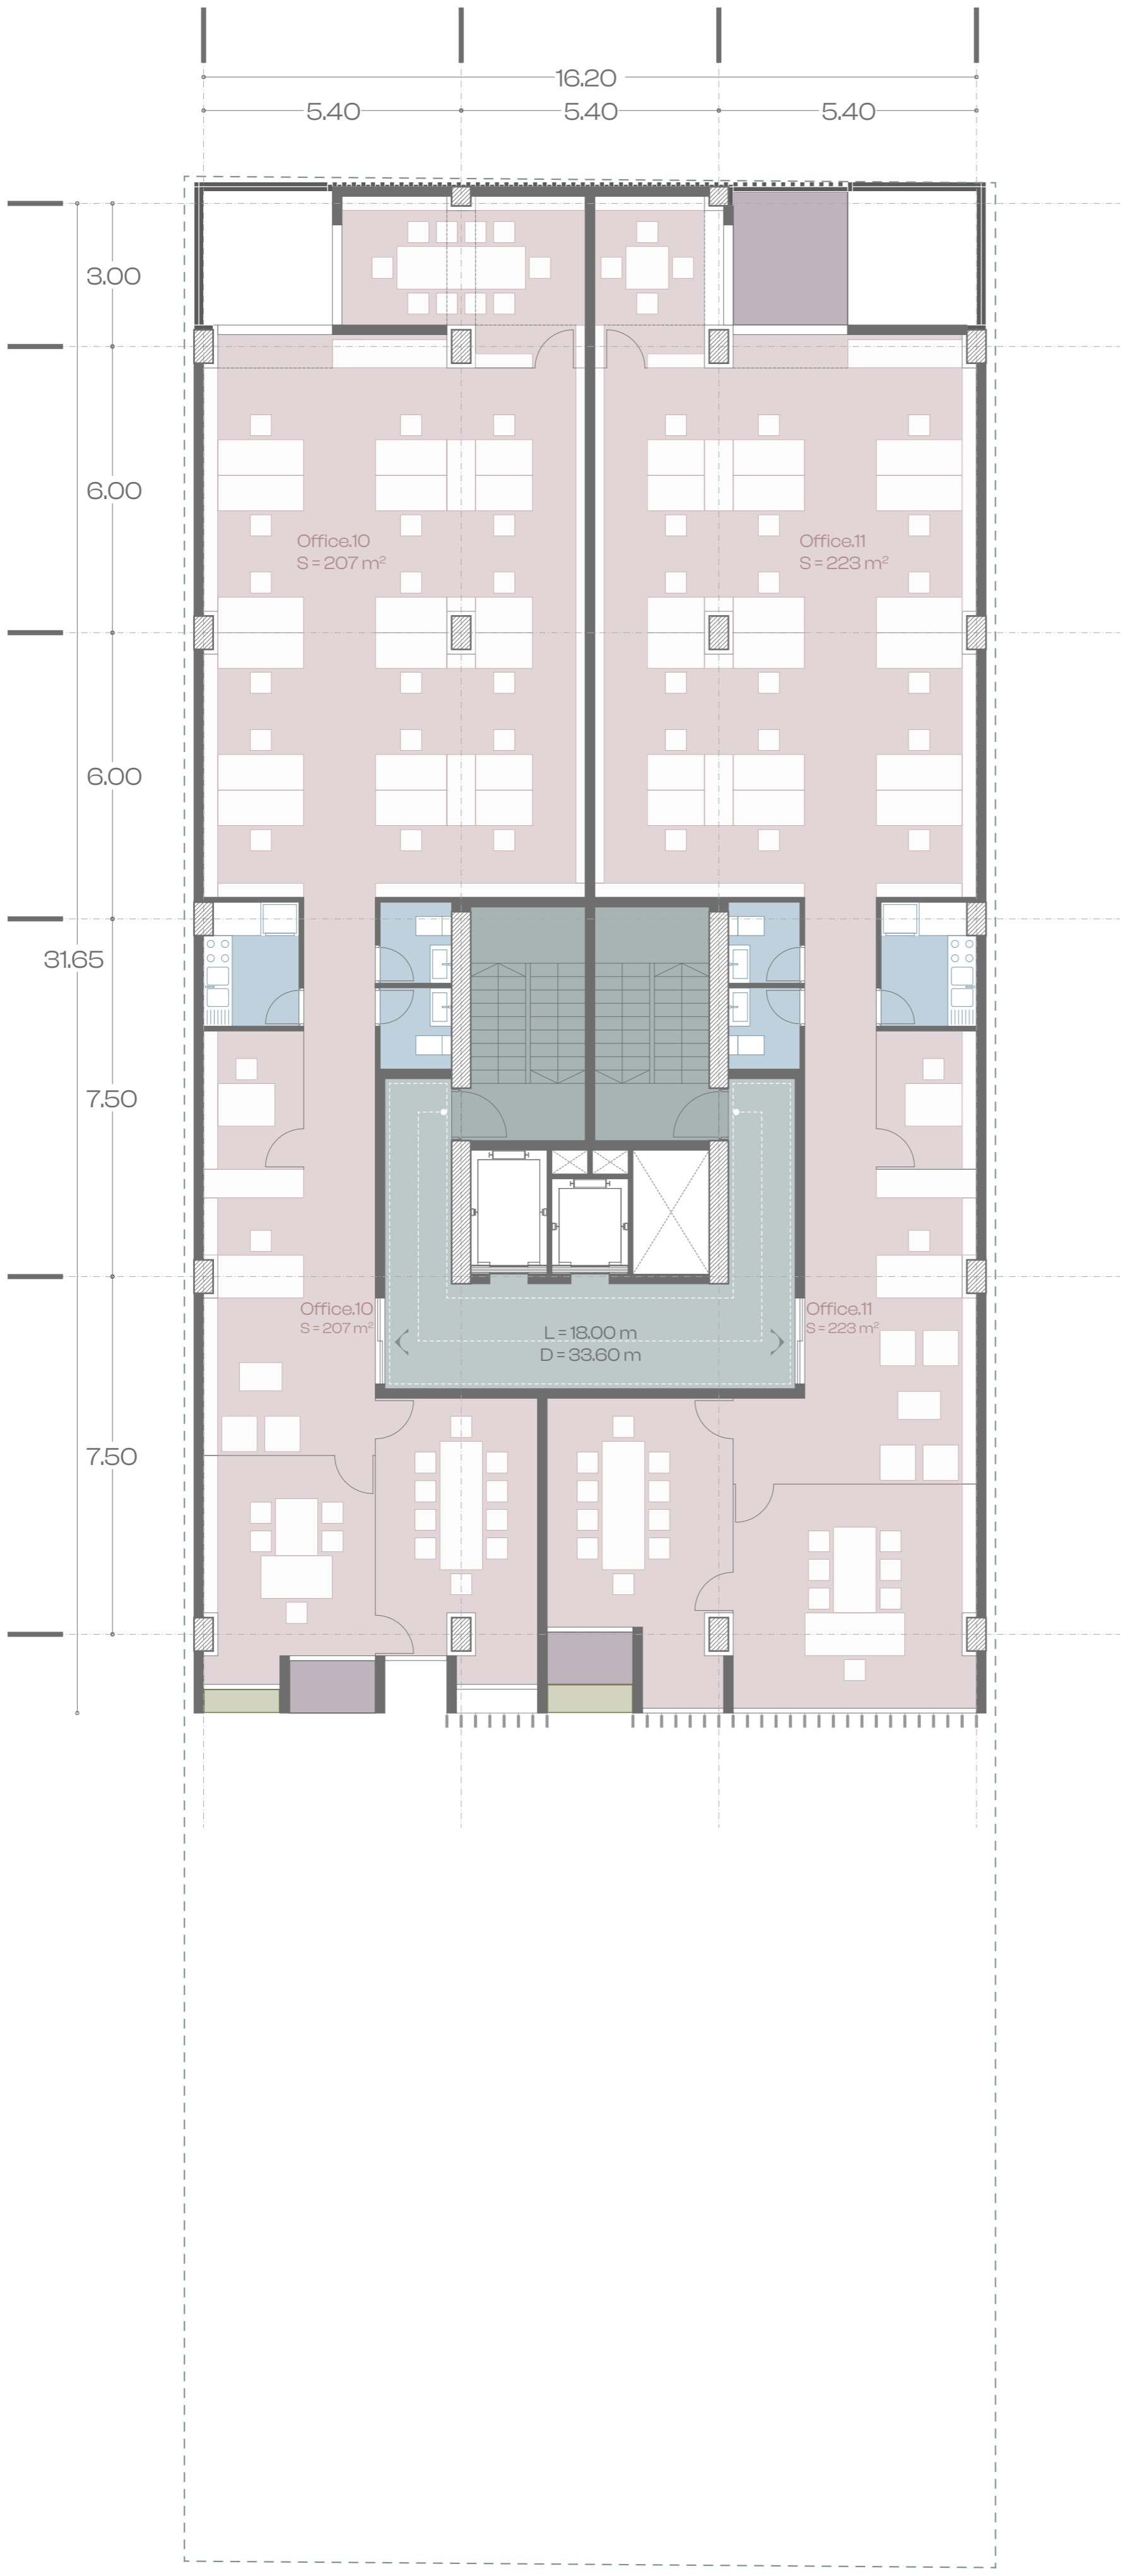 16.20
5.40 5.40 5.40
3.00
6.00
Office.10
S = 207 m²
Office.11
S = 223 m²
6.00
31.65
7.50
Office.10
S = 207 m²
Office.11
S = 223 m²
L = 18.00 m
D = 33.60 m
7.50